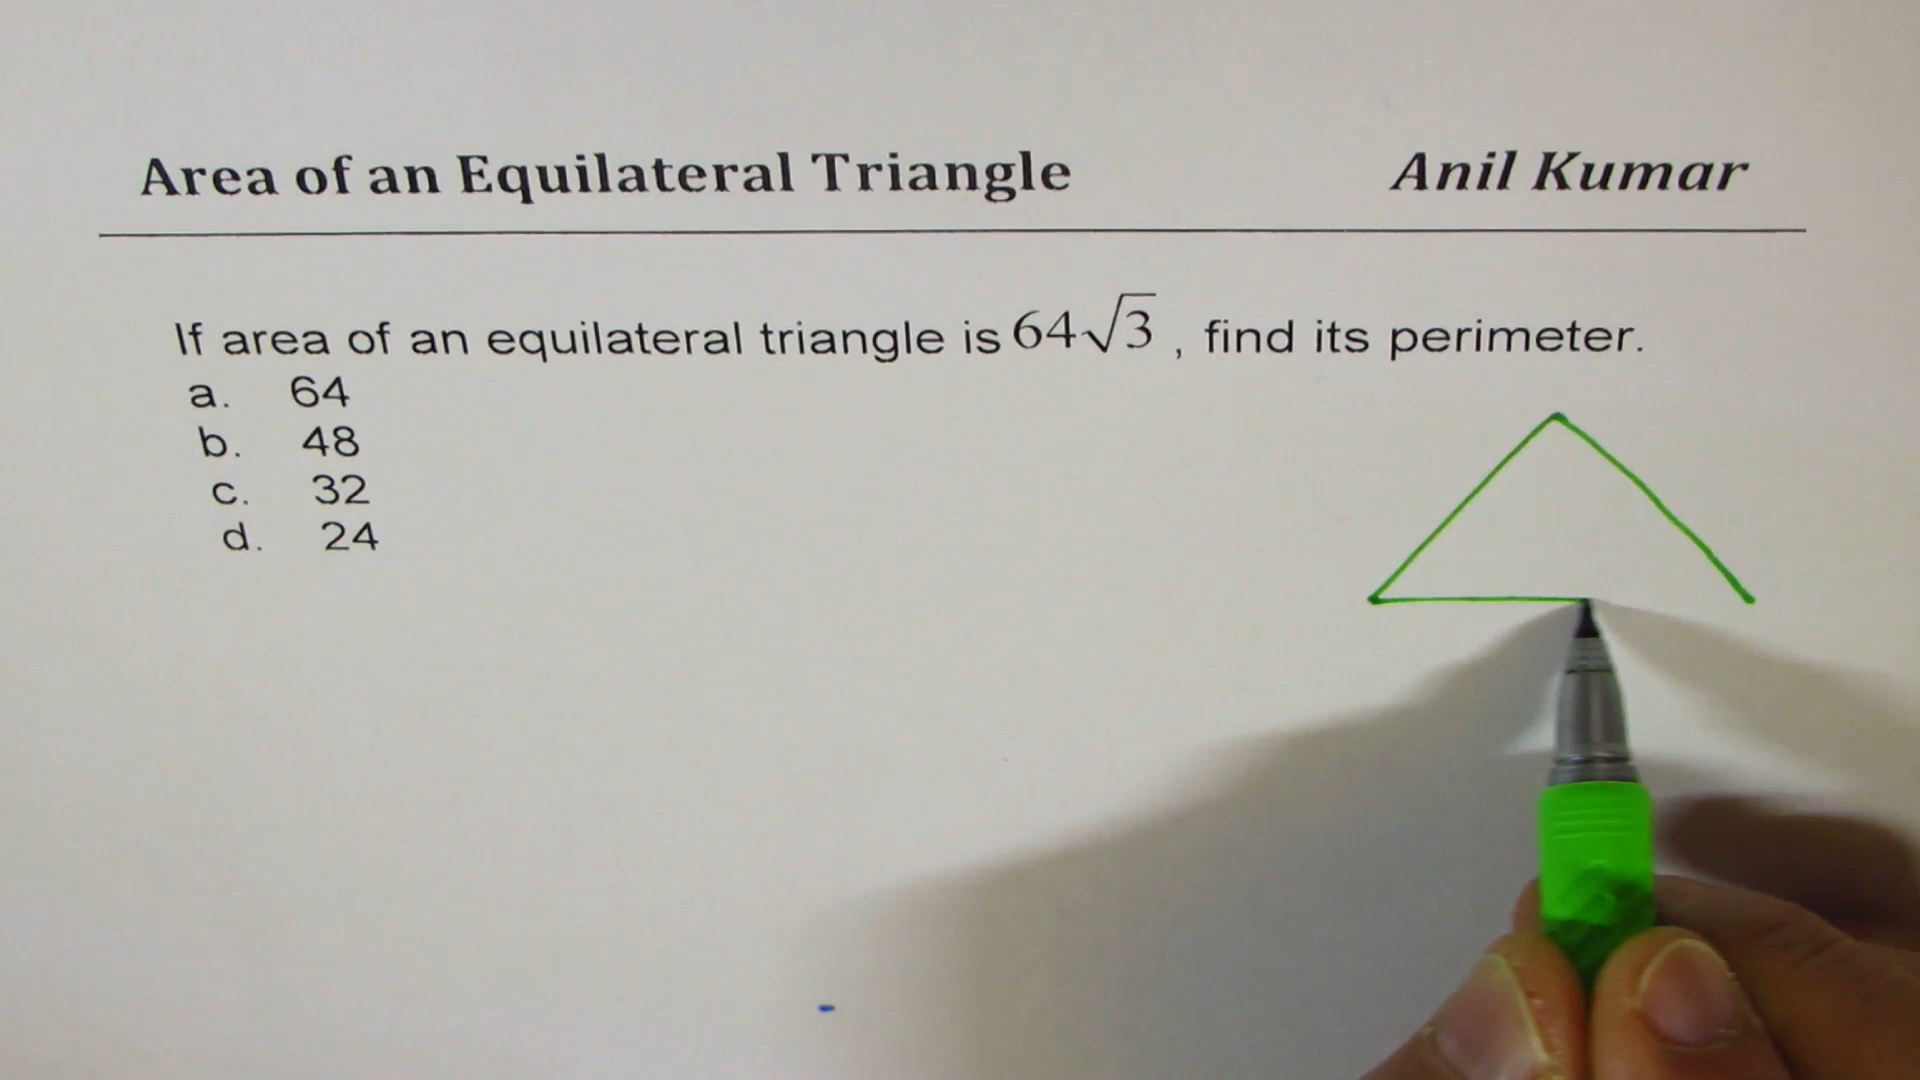 Area of an Equilateral Triangle Anil Kumar
If area of an equilateral triangle is 64√3 , find its perimeter.
a. 64
b. 48
c. 32
d. 24